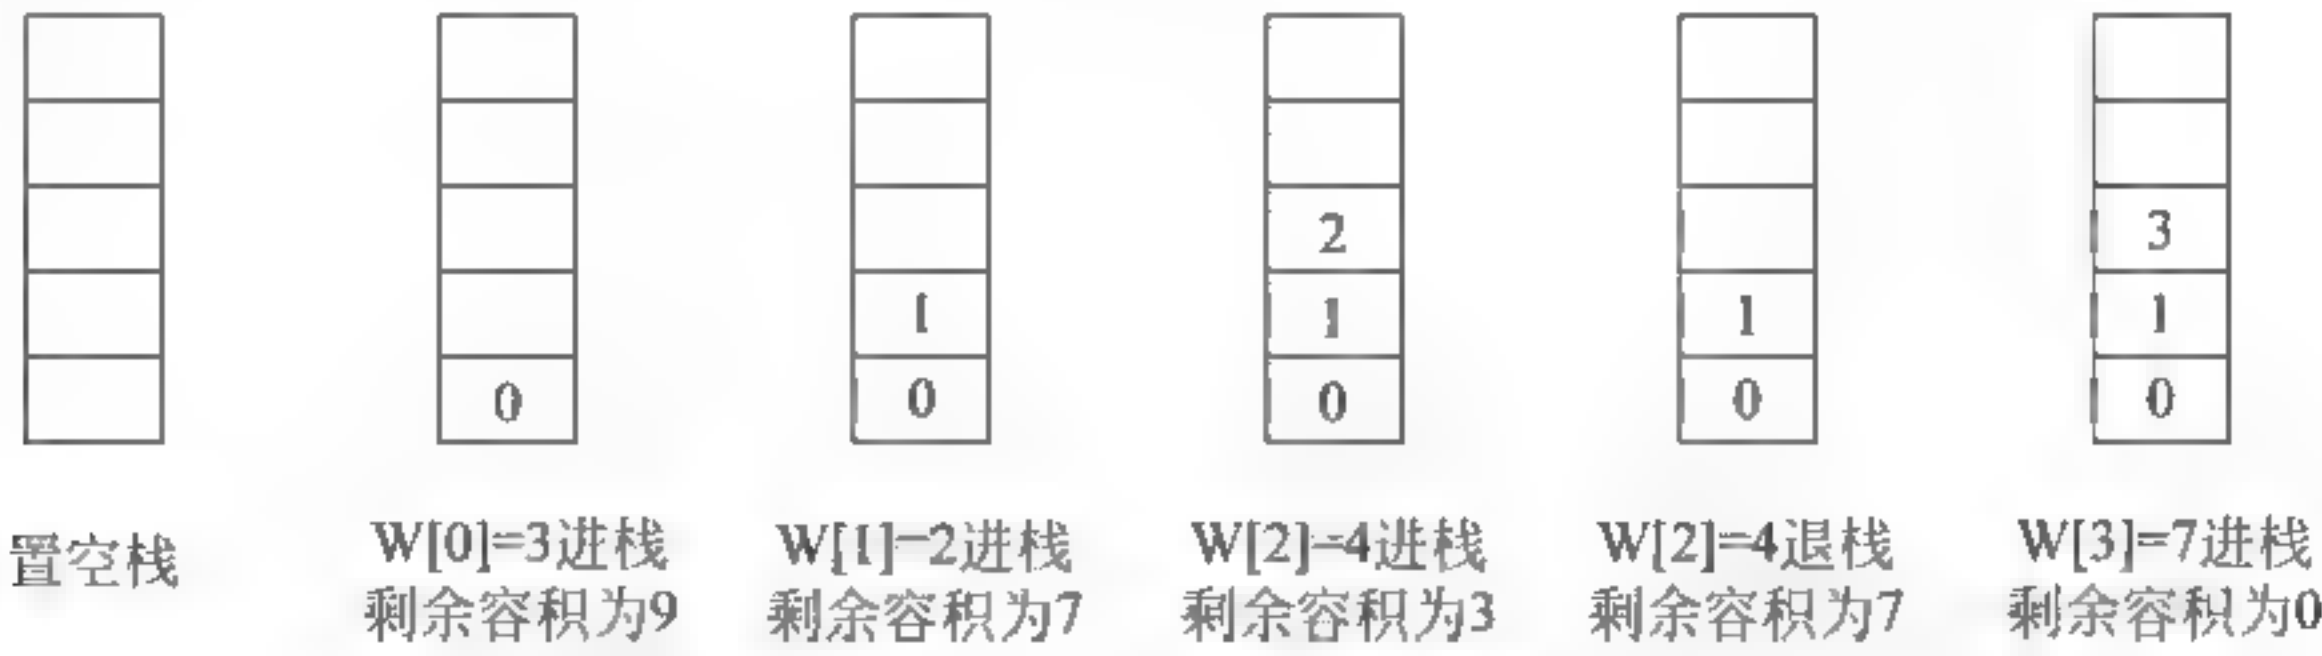 0
1
0
2
1
0
1
0
3
1
0
置空栈
W[0]=3进栈
剩余容积为9
W[1]=2进栈
剩余容积为7
W[2]=4进栈
剩余容积为3
W[2]=4退栈
剩余容积为7
W[3]=7进栈
剩余容积为0